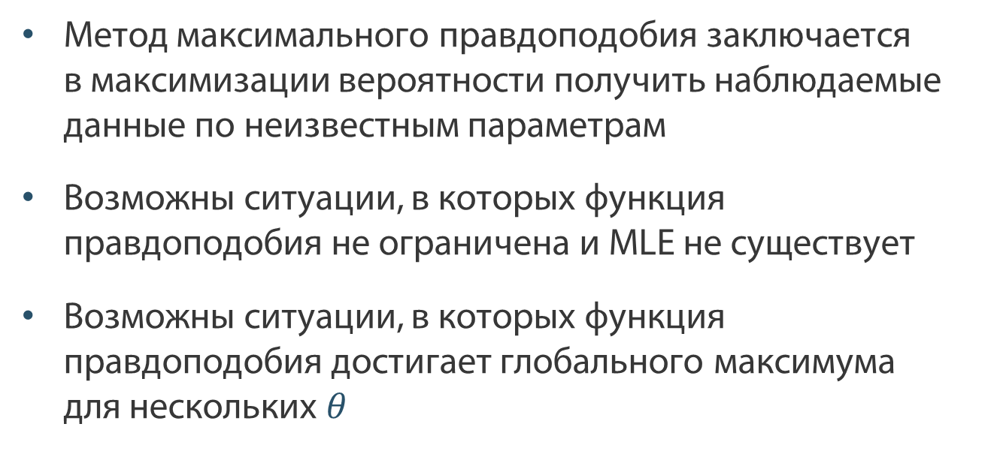 • Метод максимального правдоподобия заключается
в максимизации вероятности получить наблюдаемые
данные по неизвестным параметрам
• Возможны ситуации, в которых функция
правдоподобия не ограничена и MLE не существует
• Возможны ситуации, в которых функция
правдоподобия достигает глобального максимума
для нескольких θ